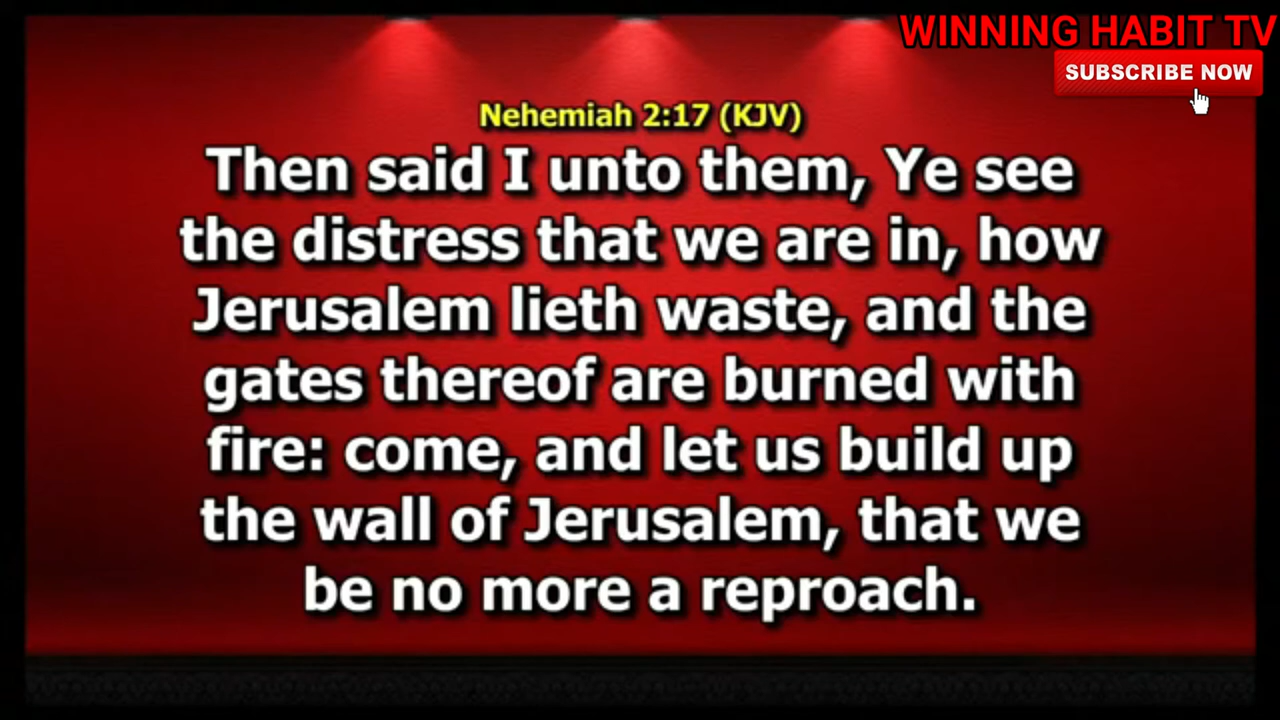 WINNING HABIT TV
SUBSCRIBE NOW
Nehemiah 2:17 (KJV)
Then said I unto them, Ye see
the distress that we are in, how
Jerusalem lieth waste, and the
gates thereof are burned with
fire: come, and let us build up
the wall of Jerusalem, that we
be no more a reproach.